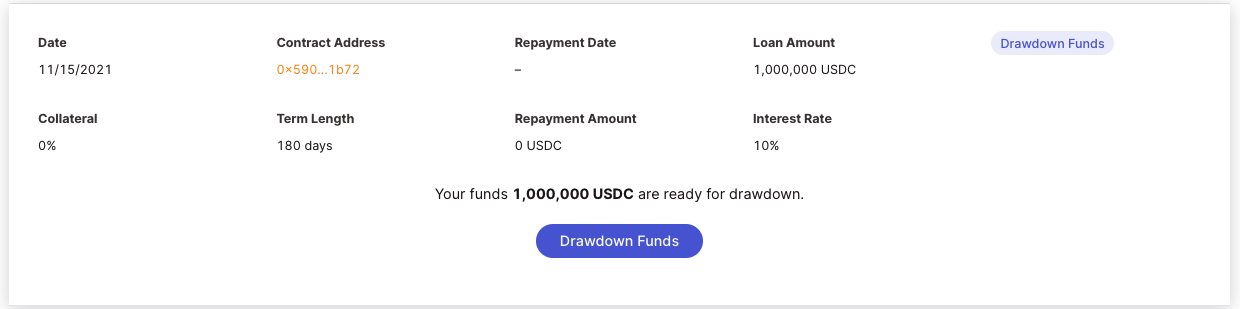 Date Contract Address Repayment Date Loan Amount Drawdown Funds
11/15/2021 0×590...1b72 – 1,000,000 USDC
Collateral Term Length Repayment Amount Interest Rate
0% 180 days 0 USDC 10%
Your funds 1,000,000 USDC are ready for drawdown.
Drawdown Funds